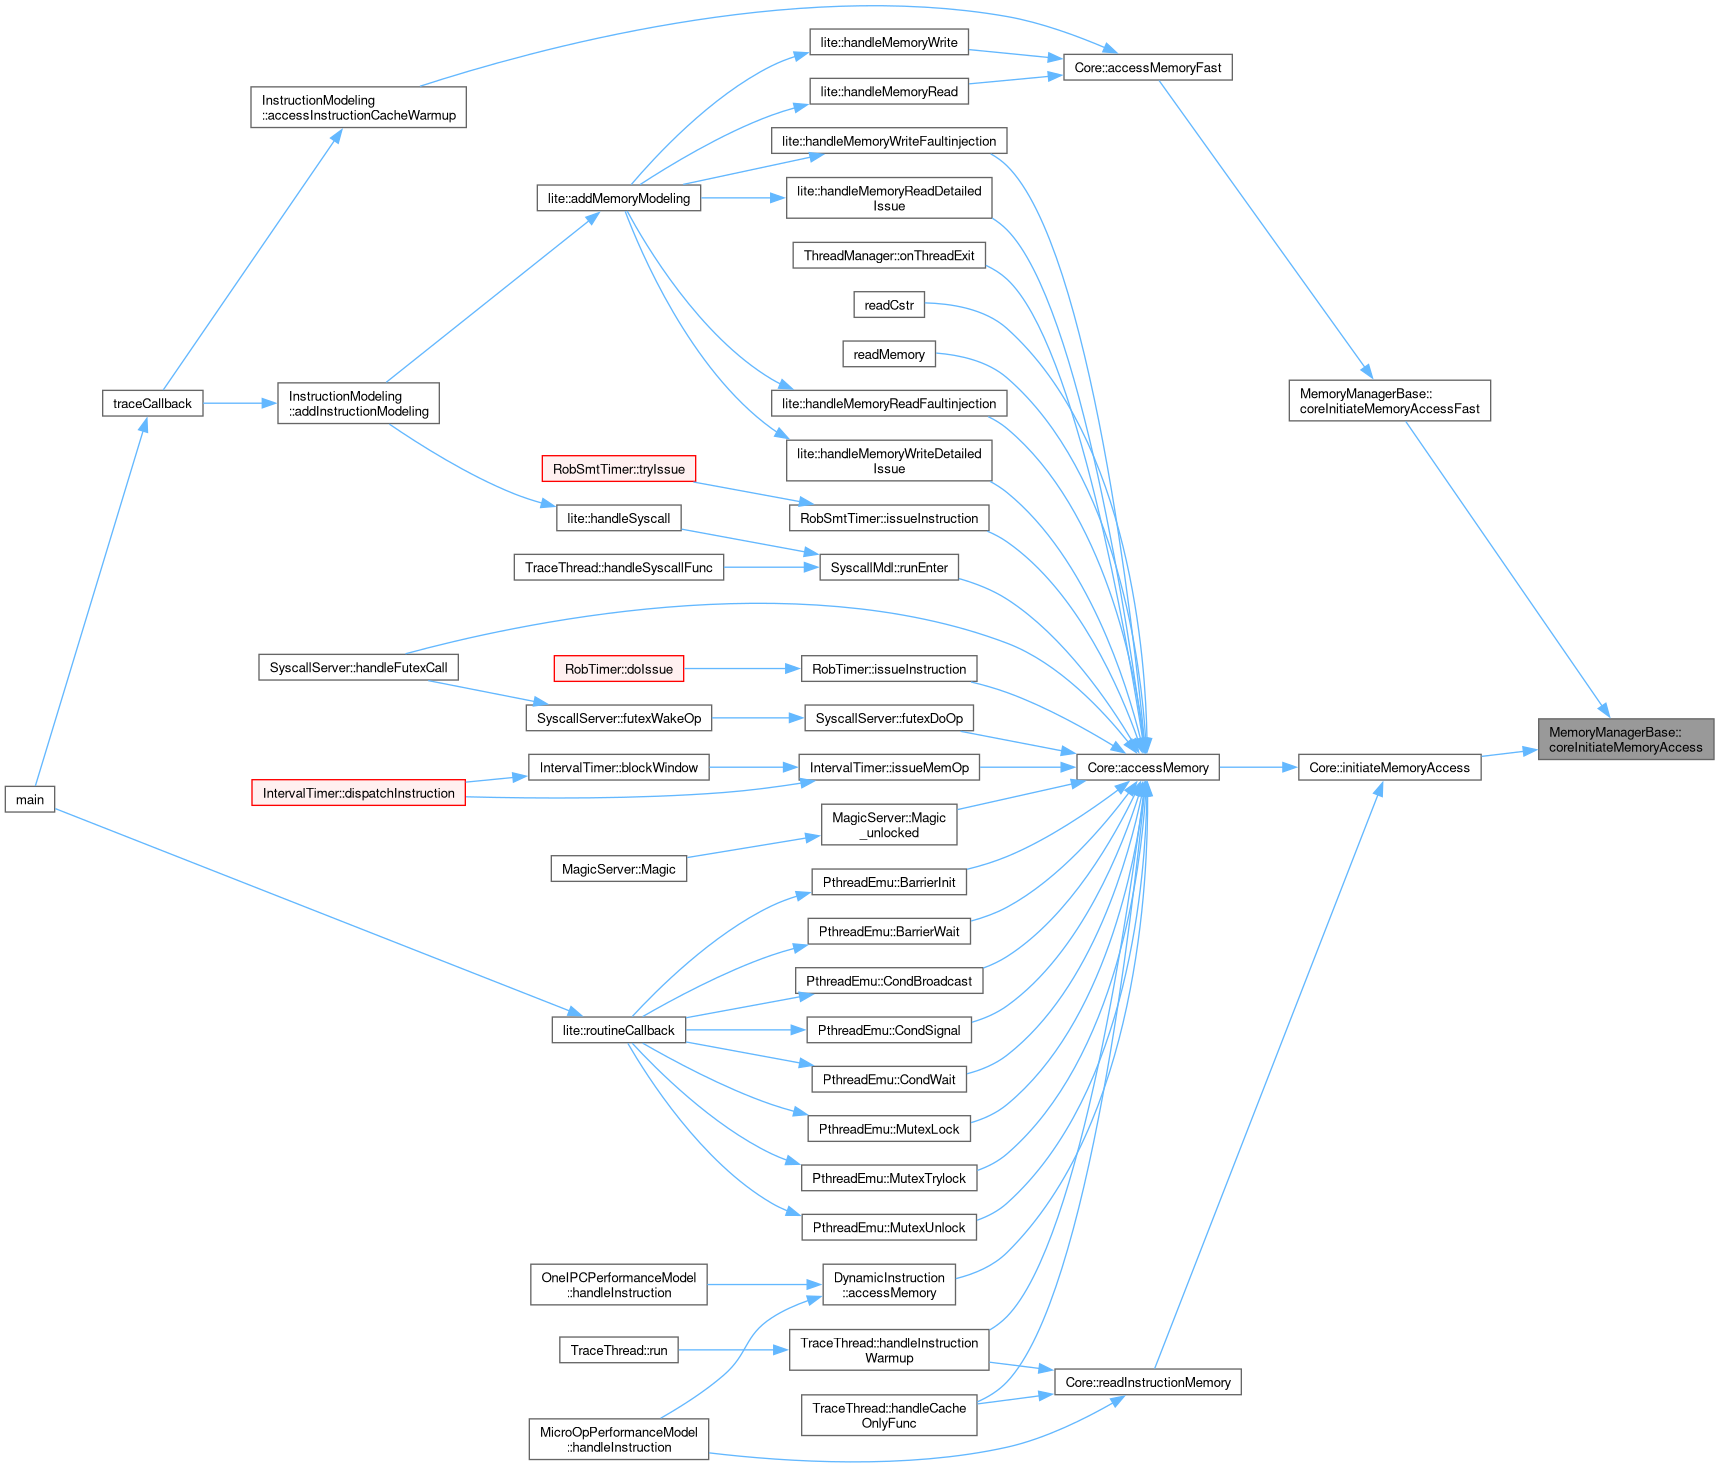 lite::handleMemoryWrite
Core::accessMemoryFast
InstructionModeling
::accessInstructionCacheWarmup
lite::handleMemoryRead
lite::handleMemoryWriteFaultinjection
lite::addMemoryModeling
lite::handleMemoryReadDetailed
Issue
ThreadManager::onThreadExit
readCstr
readMemory
traceCallback
InstructionModeling
::addInstructionModeling
lite::handleMemoryReadFaultinjection
MemoryManagerBase::
coreInitiateMemoryAccessFast
lite::handleMemoryWriteDetailed
Issue
RobSmtTimer::tryIssue
lite::handleSyscall
RobSmtTimer::issueInstruction
TraceThread::handleSyscallFunc
SyscallMdl::runEnter
SyscallServer::handleFutexCall
RobTimer::doIssue
RobTimer::issueInstruction
SyscallServer::futexWakeOp
SyscallServer::futexDoOp
MemoryManagerBase::
coreInitiateMemoryAccess
IntervalTimer::blockWindow
IntervalTimer::issueMemOp
Core::accessMemory
Core::initiateMemoryAccess
IntervalTimer::dispatchInstruction
main
MagicServer::Magic
_unlocked
MagicServer::Magic
PthreadEmu::BarrierInit
PthreadEmu::BarrierWait
PthreadEmu::CondBroadcast
lite::routineCallback
PthreadEmu::CondSignal
PthreadEmu::CondWait
PthreadEmu::MutexLock
PthreadEmu::MutexTrylock
PthreadEmu::MutexUnlock
OneIPCPerformanceModel
::handleInstruction
DynamicInstruction
::accessMemory
TraceThread::run
TraceThread::handleInstruction
Warmup
Core::readInstructionMemory
TraceThread::handleCache
OnlyFunc
MicroOpPerformanceModel
::handleInstruction